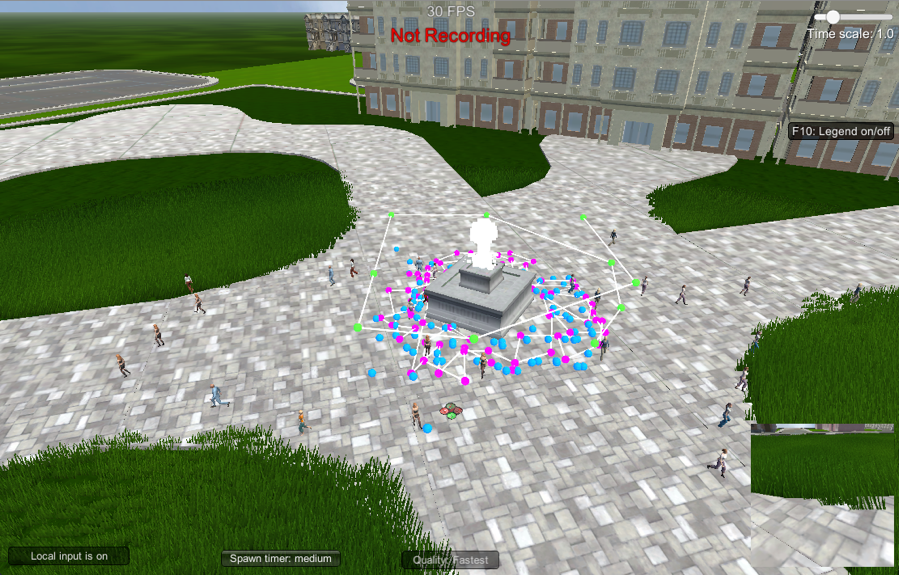 30 FPS
Not Recording
Time scale: 1.0
F10: Legend on/off
Local input is on
Spawn timer: medium
Quality: Fastest